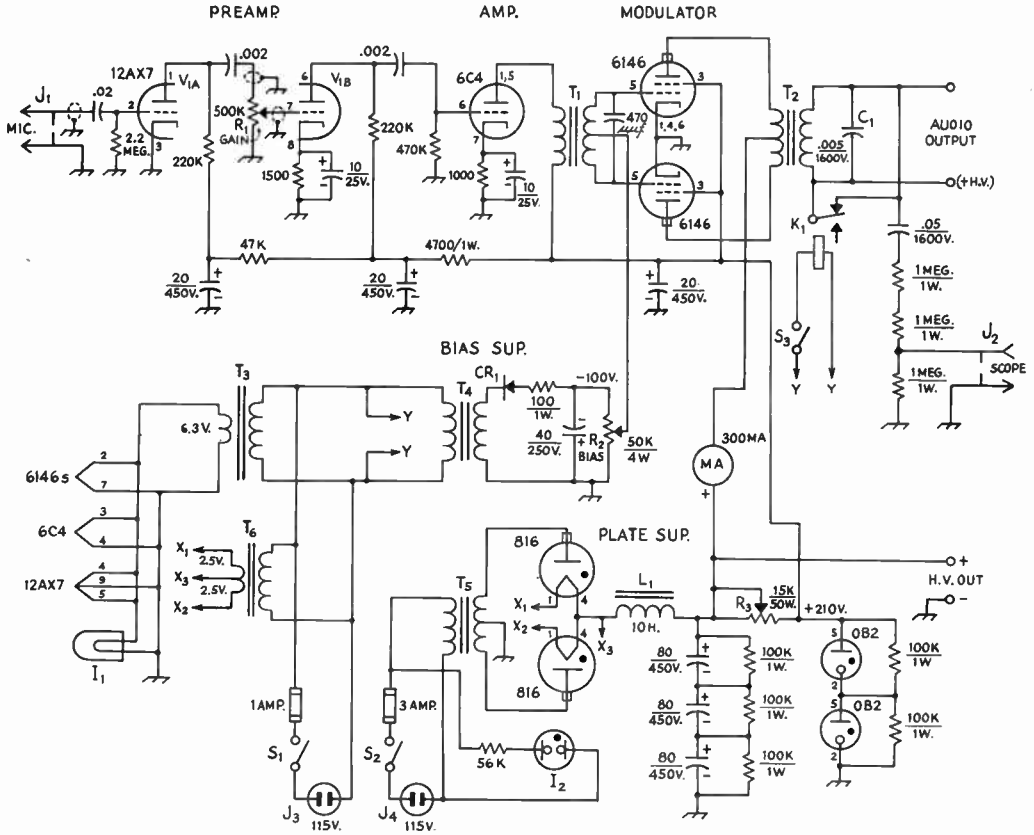 PREAMP.
AMP.
MODULATOR
12AX7
V1A
1
2
3
J1
MIC.
.02
2.2
MEG.
220K
.002
500K
R1
GAIN
6
7
8
V1B
1500
10
25V.
.002
220K
470K
6C4
1,5
6
7
1000
10
25V.
T1
6146
5
3
470
1,4,6
5
3
6146
T2
C1
.005
1600V.
AUDIO
OUTPUT
(+H.V.)
K1
.05
1600V.
1 MEG.
1W.
1 MEG.
1W.
1 MEG.
1W.
J2
SCOPE
S3
Y
Y
47K
4700/1W.
+
20
450V.
-
+
20
450V.
-
+
20
450V.
-
BIAS SUP.
T3
6.3V.
Y
Y
T4
CR1
100
1W.
-100V.
-
40
250V.
+
R2
BIAS
50K
4W
300MA
MA
+
6146s
2
7
6C4
3
4
12AX7
4
9
5
I1
T6
X1
2.5V.
X3
2.5V.
X2
PLATE SUP.
816
T5
X1
X2
1
4
1
4
X3
816
L1
10H.
R3
15K
50W.
+210V.
+
H.V. OUT
-
80
450V.
+
-
100K
1W.
80
450V.
+
-
100K
1W.
80
450V.
+
-
100K
1W
5
OB2
2
100K
1W
5
OB2
2
100K
1W.
1 AMP.
S1
J3
115V.
3 AMP.
S2
J4
115V.
56K
I2